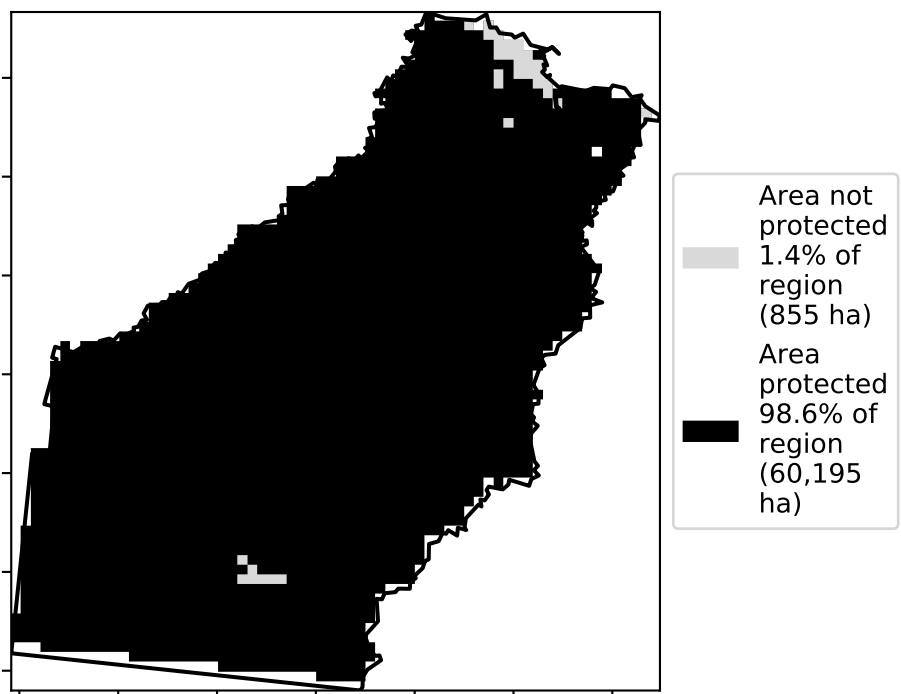 Area not
protected
1.4% of
region
(855 ha)
Area
protected
98.6% of
region
(60,195
ha)